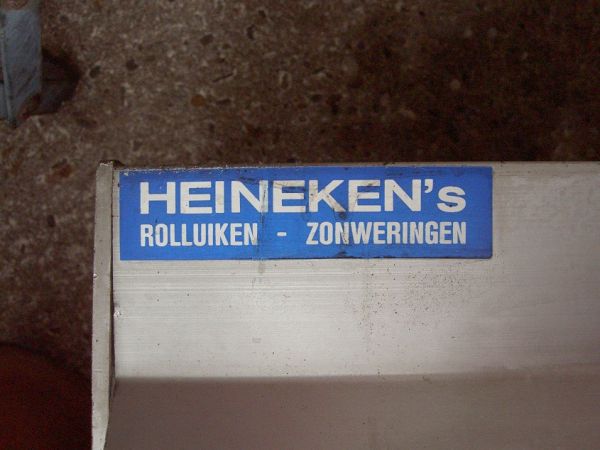 HEINEKEN's
ROLLUIKEN - ZONWERINGEN